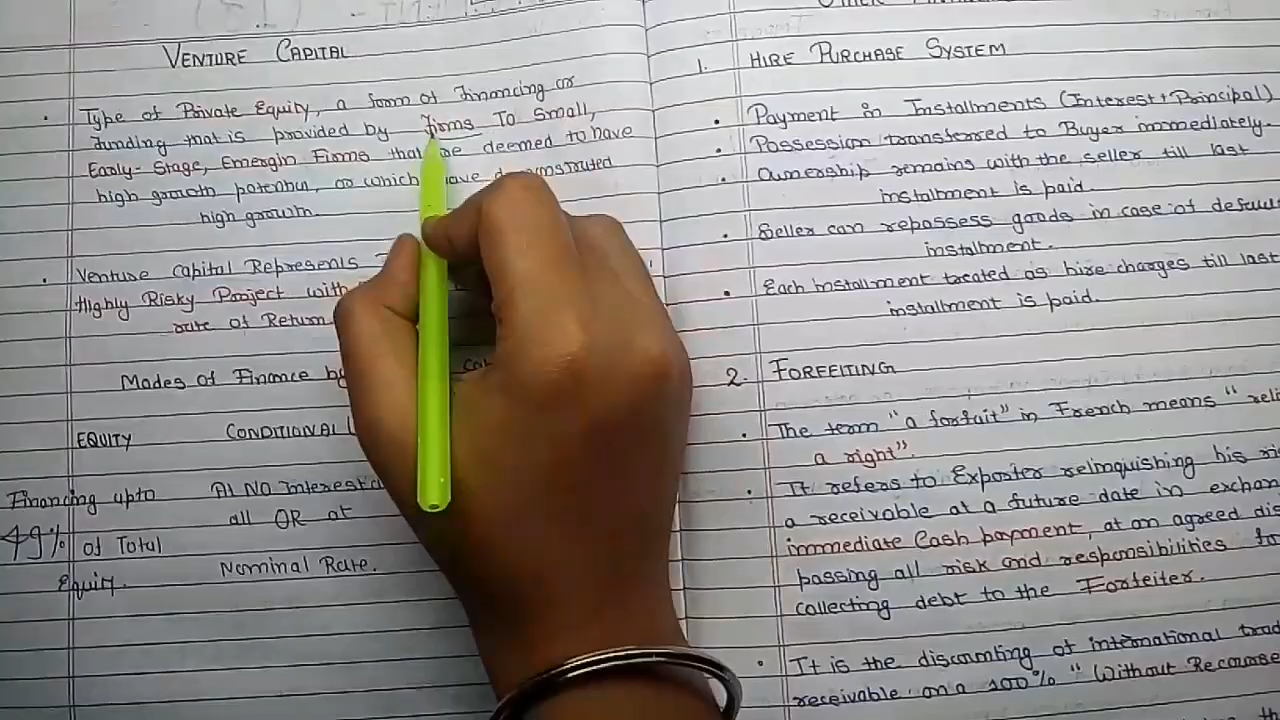 VENTURE CAPITAL
Type of Private Equity, a form of Financing or
Funding that is provided by Firms To Small,
Early-Stage, Emergin Firms that be deemed to have
high growth potential, or which have demonstrated
high growth.
Venture Capital Represents
Highly Risky Project with
rate of Return
Modes of Finance by
EQUITY CONDITIONAL
Financing upto At No Interest
49% of Total all OR at
Equity. Nominal Rate.
1. HIRE PURCHASE SYSTEM
Payment in Installments (Interest+Principal)
Possession transferred to Buyer immediately.
Ownership remains with the seller till last
installment is paid.
Seller can repossess goods in case of
installment.
Each installment treated as hire charges till last
installment is paid.
2. FORFEITING
The term "a forfait" in French means "
a right".
It refers to Exporter relinquishing his
a receivable at a future date in
immediate Cash payment, at an agreed
passing all risk and responsibilities
collecting debt to the Forfeiter.
It is the discounting of international
receivable on a 100% "Without Recourse